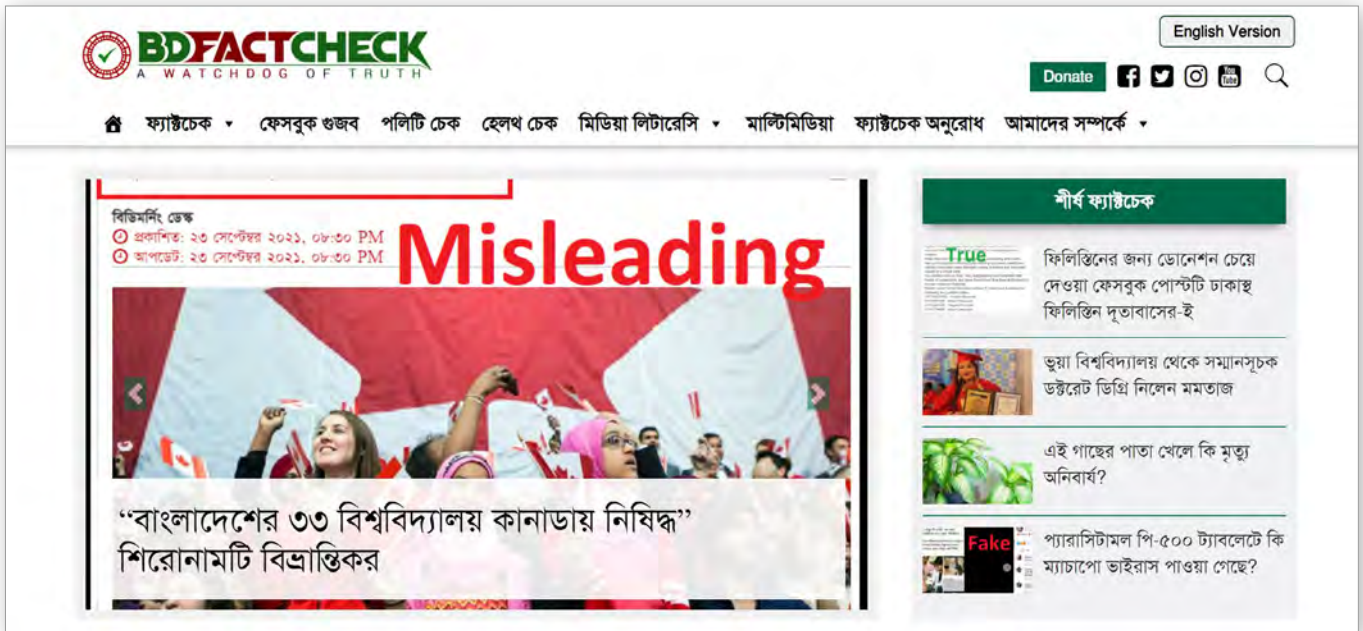 English Version
BDFACTCHECK
A WATCHDOG OF TRUTH
Donate
You
Tube
ফ্যাক্টচেক ফেসবুক গুজব পলিটি চেক হেলথ চেক মিডিয়া লিটারেসি মাল্টিমিডিয়া ফ্যাক্টচেক অনুরোধ আমাদের সম্পর্কে
বিডিমর্নিং ডেস্ক
প্রকাশিত: ২৩ সেপ্টেম্বর ২০২১, ০৮:৩০ PM
আপডেট: ২৩ সেপ্টেম্বর ২০২১, ০৮:৩০ PM
Misleading
“বাংলাদেশের ৩৩ বিশ্ববিদ্যালয় কানাডায় নিষিদ্ধ”
শিরোনামটি বিভ্রান্তিকর
শীর্ষ ফ্যাক্টচেক
True
ফিলিস্তিনের জন্য ডোনেশন চেয়ে
দেওয়া ফেসবুক পোস্টটি ঢাকাস্থ
ফিলিস্তিন দূতাবাসের-ই
ভুয়া বিশ্ববিদ্যালয় থেকে সম্মানসূচক
ডক্টরেট ডিগ্রি নিলেন মমতাজ
এই গাছের পাতা খেলে কি মৃত্যু
অনিবার্য?
Fake
প্যারাসিটামল পি-৫০০ ট্যাবলেটে কি
ম্যাচাপো ভাইরাস পাওয়া গেছে?